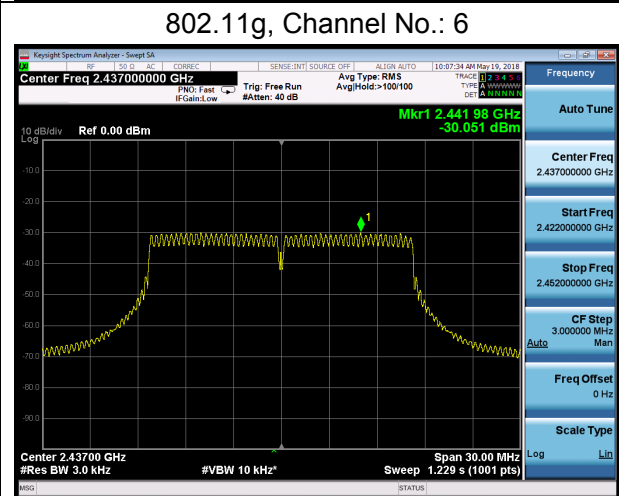 802.11g, Channel No.: 6
Keysight Spectrum Analyzer - Swept SA
LXI RF 50 Ω AC CORREC SENSE:INT SOURCE OFF ALIGN AUTO 10:07:34 AM May 19, 2018
Center Freq 2.437000000 GHz
PNO: Fast
IFGain:Low
Trig: Free Run
#Atten: 40 dB
Avg Type: RMS
Avg|Hold:>100/100
TRACE 1 2 3 4 5 6
TYPE A WWWWW
DET A N N N N N
Mkr1 2.441 98 GHz
-30.051 dBm
10 dB/div Ref 0.00 dBm
Log
-10.0
-20.0
-30.0
-40.0
-50.0
-60.0
-70.0
-80.0
-90.0
1
Center 2.43700 GHz Span 30.00 MHz
#Res BW 3.0 kHz #VBW 10 kHz* Sweep 1.229 s (1001 pts)
MSG STATUS
Frequency
Auto Tune
Center Freq
2.437000000 GHz
Start Freq
2.422000000 GHz
Stop Freq
2.452000000 GHz
CF Step
3.000000 MHz
Auto Man
Freq Offset
0 Hz
Scale Type
Log Lin